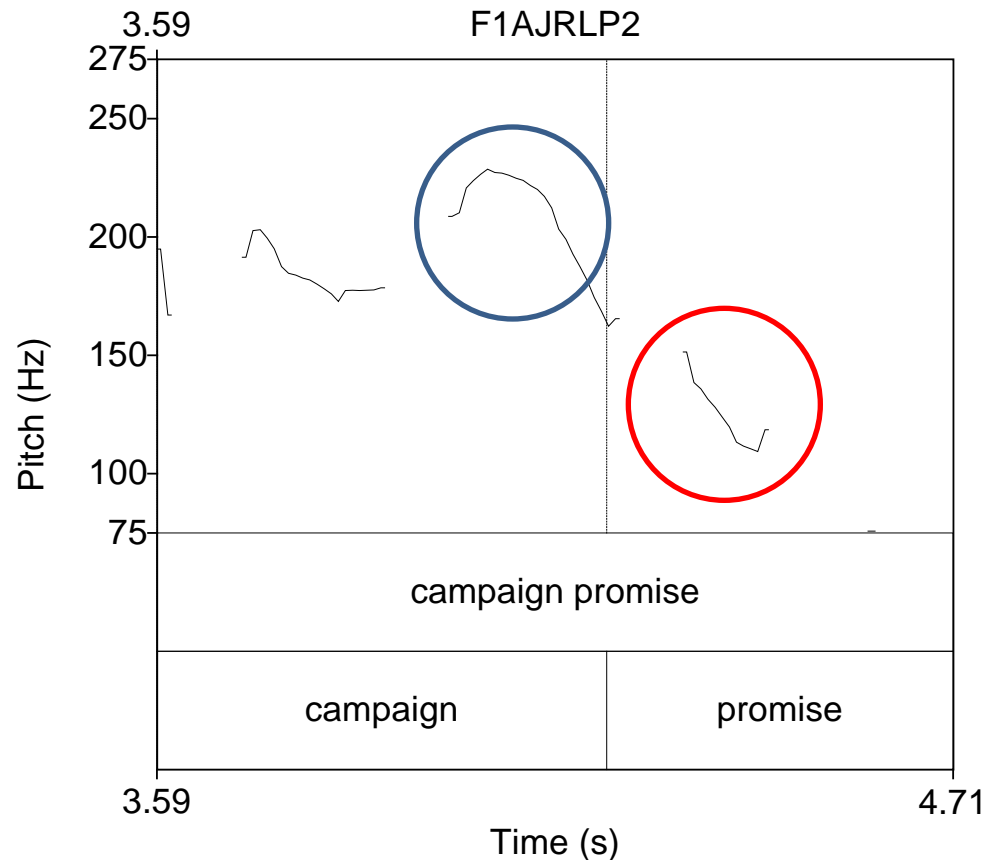 3.59
F1AJRLP2
275
250
200
150
100
75
Pitch (Hz)
campaign promise
campaign
promise
3.59
4.71
Time (s)